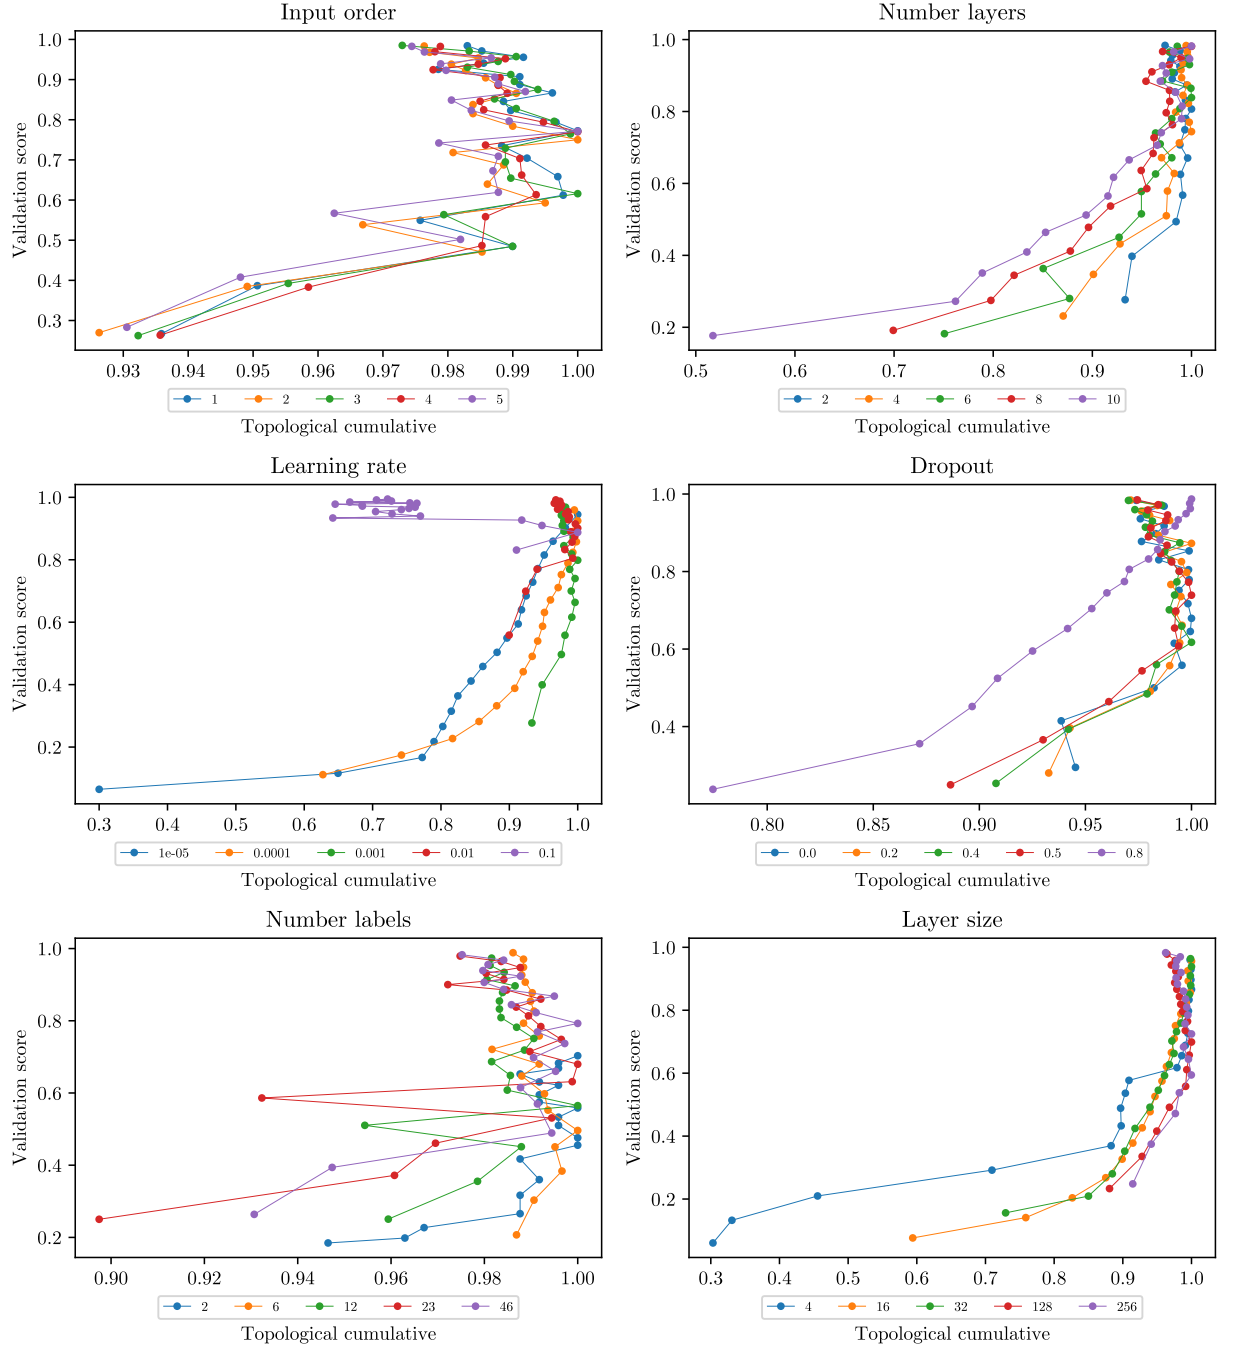 Input order
Validation score
1.0
0.9
0.8
0.7
0.6
0.5
0.4
0.3
0.93 0.94 0.95 0.96 0.97 0.98 0.99 1.00
1 2 3 4 5
Topological cumulative
Number layers
Validation score
1.0
0.8
0.6
0.4
0.2
0.5 0.6 0.7 0.8 0.9 1.0
2 4 6 8 10
Topological cumulative
Learning rate
Validation score
1.0
0.8
0.6
0.4
0.2
0.3 0.4 0.5 0.6 0.7 0.8 0.9 1.0
1e-05 0.0001 0.001 0.01 0.1
Topological cumulative
Dropout
Validation score
1.0
0.8
0.6
0.4
0.80 0.85 0.90 0.95 1.00
0.0 0.2 0.4 0.5 0.8
Topological cumulative
Number labels
Validation score
1.0
0.8
0.6
0.4
0.2
0.90 0.92 0.94 0.96 0.98 1.00
2 6 12 23 46
Topological cumulative
Layer size
Validation score
1.0
0.8
0.6
0.4
0.2
0.3 0.4 0.5 0.6 0.7 0.8 0.9 1.0
4 16 32 128 256
Topological cumulative